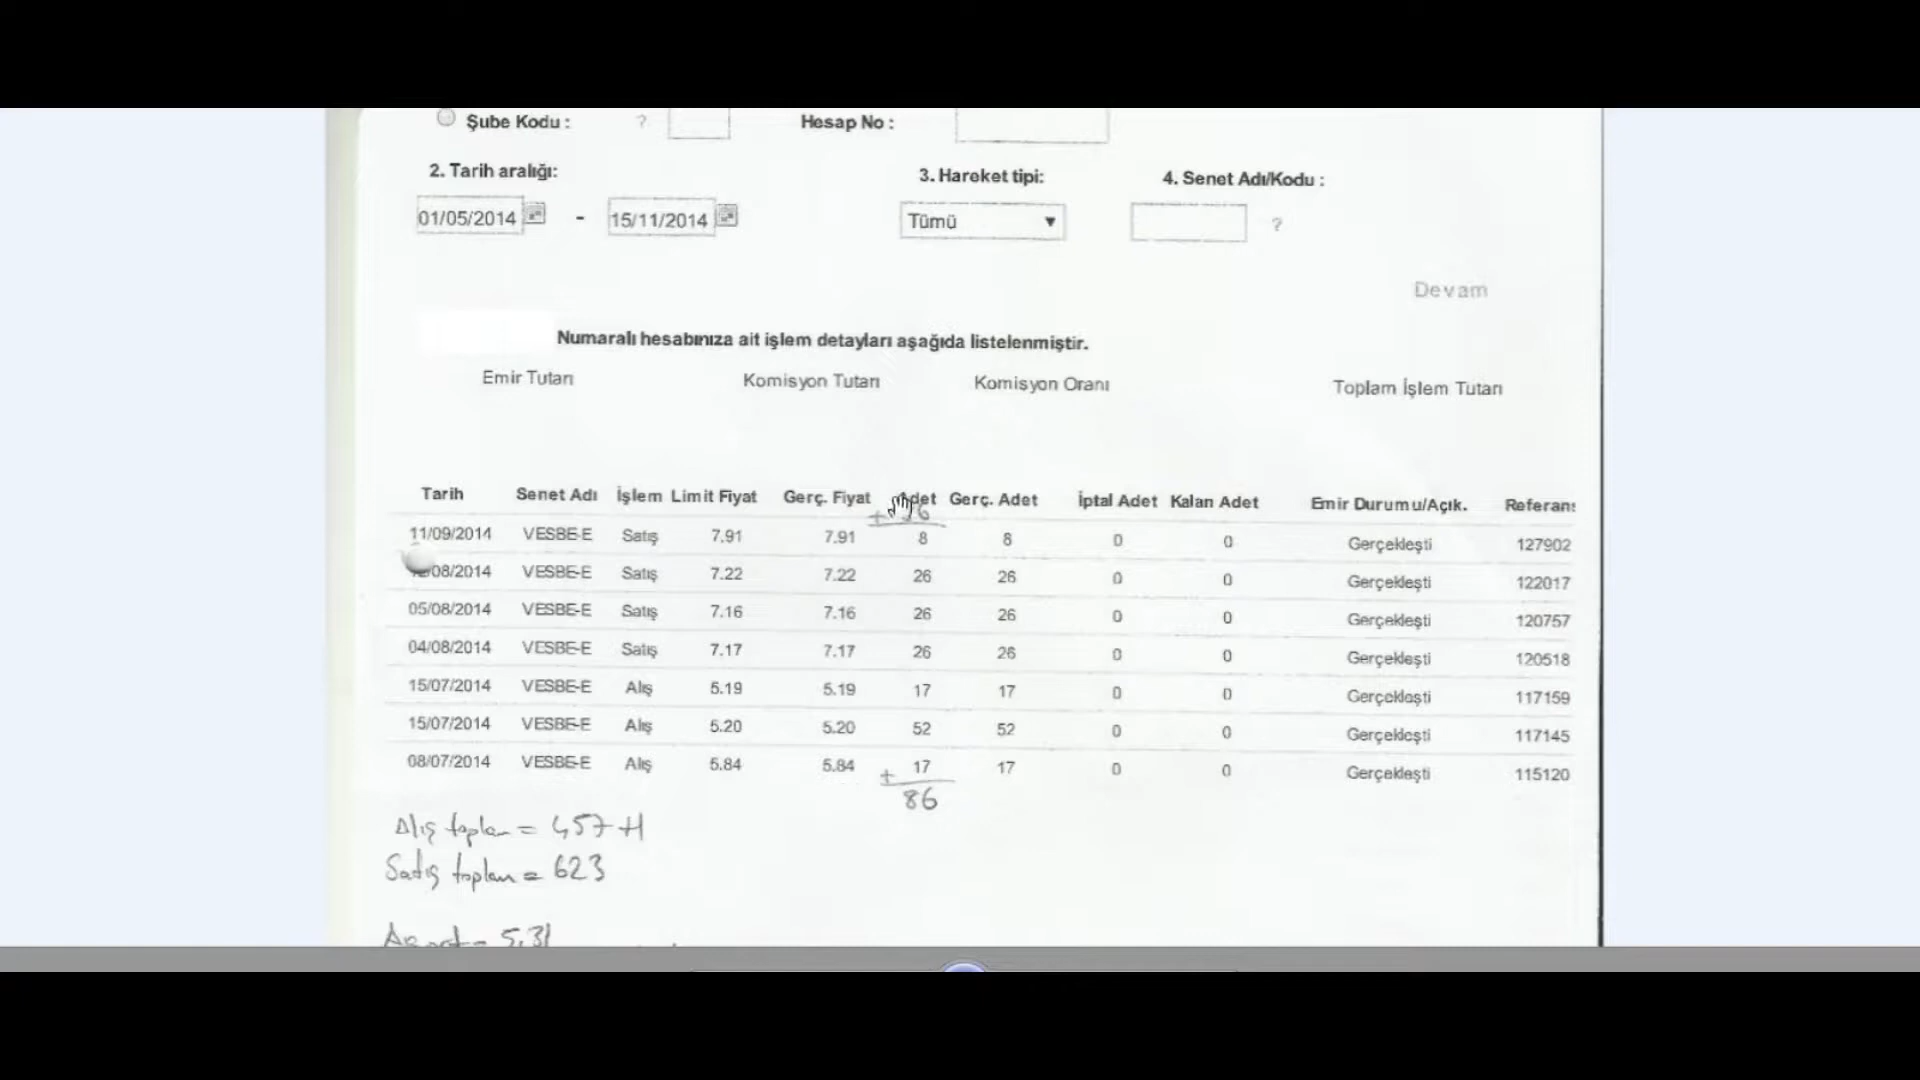 Şube Kodu : ? Hesap No :
2. Tarih aralığı: 3. Hareket tipi: 4. Senet Adı/Kodu :
01/05/2014 - 15/11/2014 Tümü ?
Devam
Numaralı hesabınıza ait işlem detayları aşağıda listelenmiştir.
Emir Tutarı Komisyon Tutarı Komisyon Oranı Toplam İşlem Tutarı
Tarih Senet Adı İşlem Limit Fiyat Gerç. Fiyat Adet Gerç. Adet İptal Adet Kalan Adet Emir Durumu/Açık. Referans
11/09/2014 VESBE-E Satış 7.91 7.91 8 8 0 0 Gerçekleşti 127902
/08/2014 VESBE-E Satış 7.22 7.22 26 26 0 0 Gerçekleşti 122017
05/08/2014 VESBE-E Satış 7.16 7.16 26 26 0 0 Gerçekleşti 120757
04/08/2014 VESBE-E Satış 7.17 7.17 26 26 0 0 Gerçekleşti 120518
15/07/2014 VESBE-E Alış 5.19 5.19 17 17 0 0 Gerçekleşti 117159
15/07/2014 VESBE-E Alış 5.20 5.20 52 52 0 0 Gerçekleşti 117145
08/07/2014 VESBE-E Alış 5.84 5.84 + 17 17 0 0 Gerçekleşti 115120
86
Alış toplam = 457 tl
Satış toplam = 623
5,31